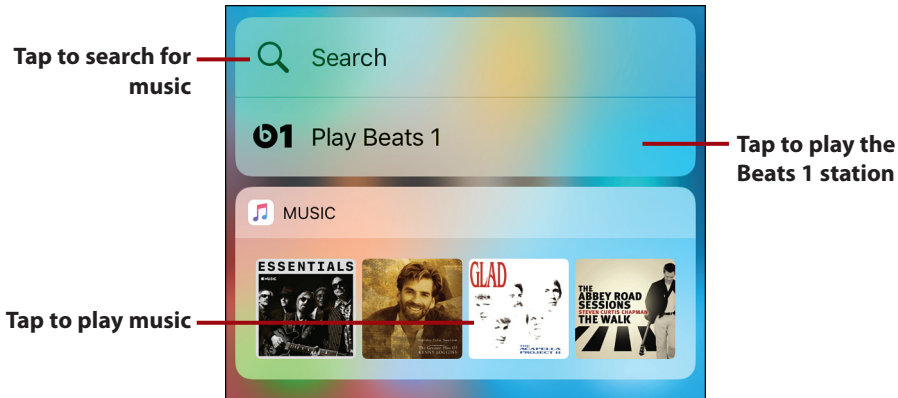 Tap to search for
music
Search
Play Beats 1
Tap to play the
Beats 1 station
MUSIC
ESSENTIALS
MUSIC
KENNY LOGGINS
GLAD
THE
ACAPELLA
PROJECT II
THE
ABBEY ROAD
SESSIONS
STEVEN CURTIS CHAPMAN
THE WALK
Tap to play music